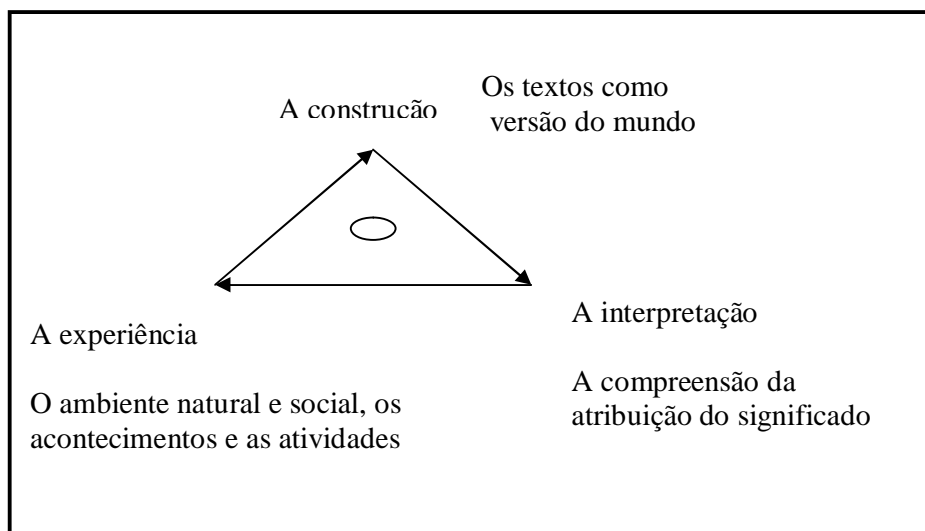 A construção
Os textos como
versão do mundo
A experiência
O ambiente natural e social, os
acontecimentos e as atividades
A interpretação
A compreensão da
atribuição do significado